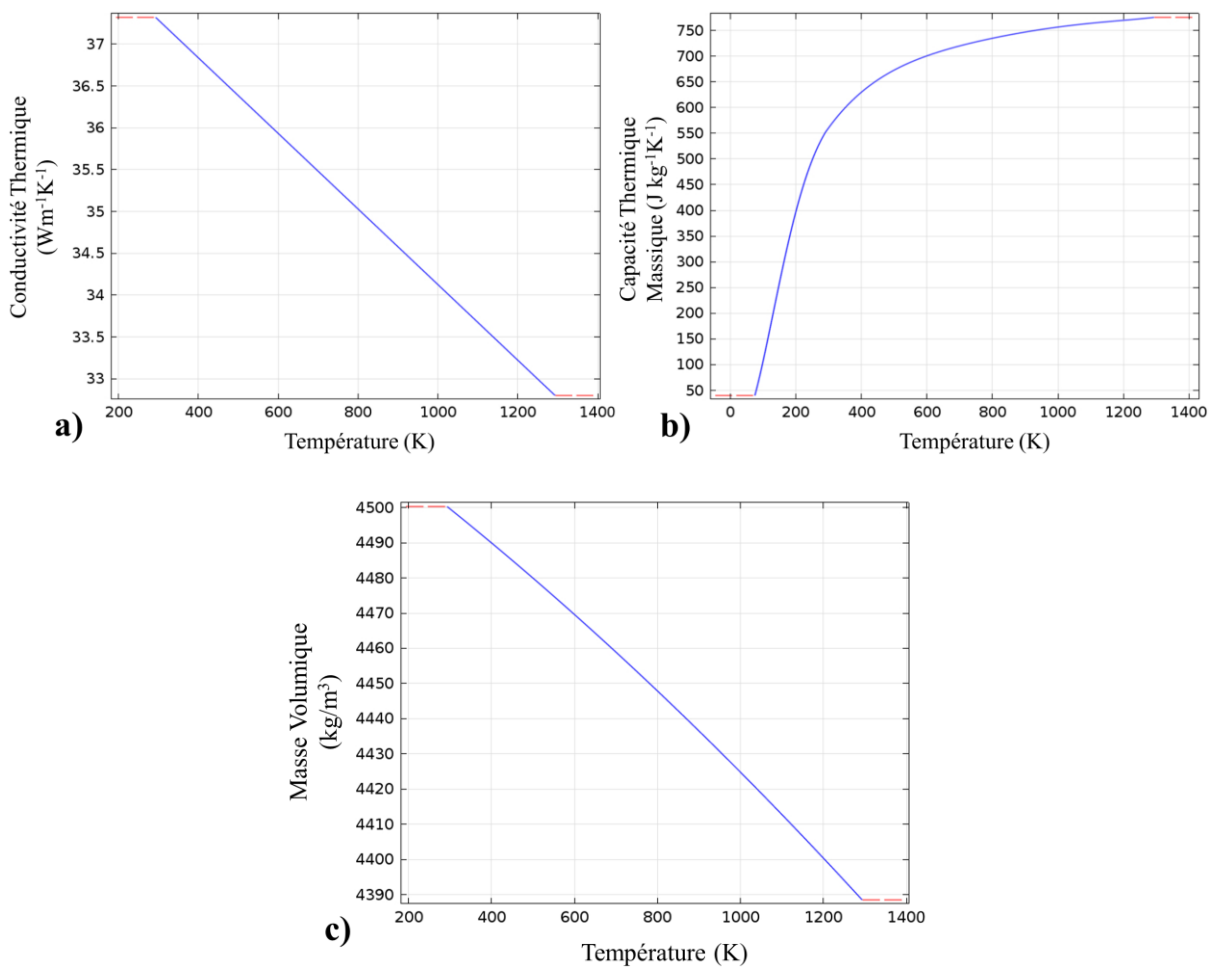 37
36.5
36
35.5
35
34.5
34
33.5
33
200 400 600 800 1000 1200 1400
Conductivité Thermique
(Wm⁻¹K⁻¹)
Température (K)
a)
750
700
650
600
550
500
450
400
350
300
250
200
150
100
50
0 200 400 600 800 1000 1200 1400
Capacité Thermique
Massique (J kg⁻¹K⁻¹)
Température (K)
b)
4500
4490
4480
4470
4460
4450
4440
4430
4420
4410
4400
4390
200 400 600 800 1000 1200 1400
Masse Volumique
(kg/m³)
Température (K)
c)